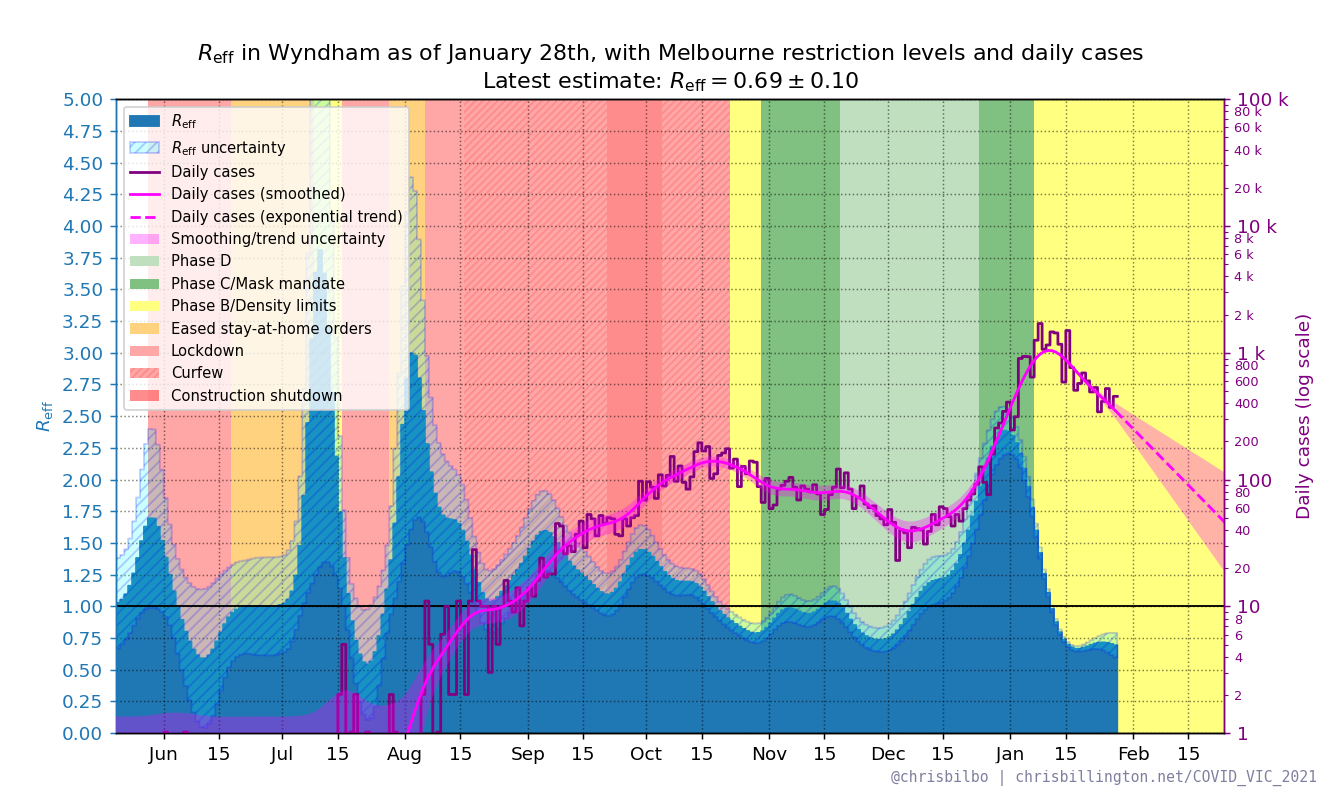 Reff in Wyndham as of January 28th, with Melbourne restriction levels and daily cases
Latest estimate: Reff = 0.69 ± 0.10
5.00
4.75
4.50
4.25
4.00
3.75
3.50
3.25
3.00
2.75
2.50
2.25
2.00
1.75
1.50
1.25
1.00
0.75
0.50
0.25
0.00
Reff
Reff
Reff uncertainty
Daily cases
Daily cases (smoothed)
Daily cases (exponential trend)
Smoothing/trend uncertainty
Phase D
Phase C/Mask mandate
Phase B/Density limits
Eased stay-at-home orders
Lockdown
Curfew
Construction shutdown
100 k
80 k
60 k
40 k
20 k
10 k
8 k
6 k
4 k
2 k
1 k
800
600
400
200
100
80
60
40
20
10
8
6
4
2
1
Daily cases (log scale)
Jun 15 Jul 15 Aug 15 Sep 15 Oct 15 Nov 15 Dec 15 Jan 15 Feb 15
@chrisbilbo | chrisbillington.net/COVID_VIC_2021